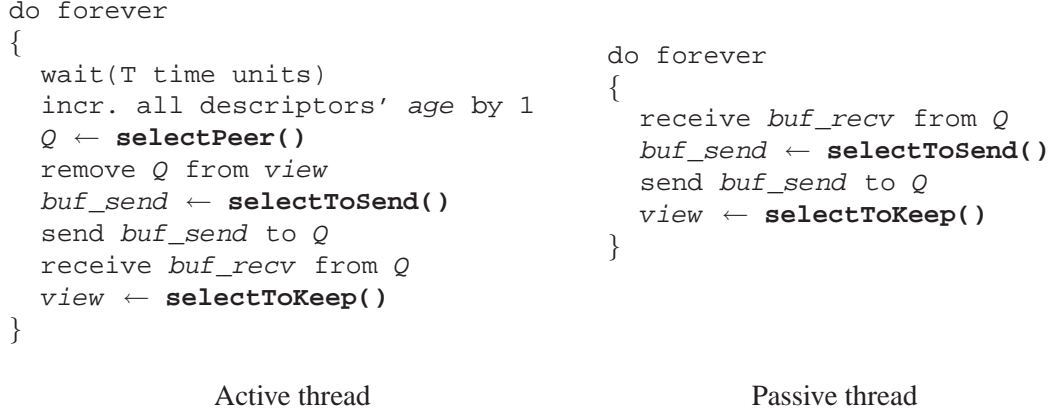 do forever
{
wait(T time units)
incr. all descriptors’ age by 1
Q ← selectPeer()
remove Q from view
buf_send ← selectToSend()
send buf_send to Q
receive buf_recv from Q
view ← selectToKeep()
}
Active thread
do forever
{
receive buf_recv from Q
buf_send ← selectToSend()
send buf_send to Q
view ← selectToKeep()
}
Passive thread